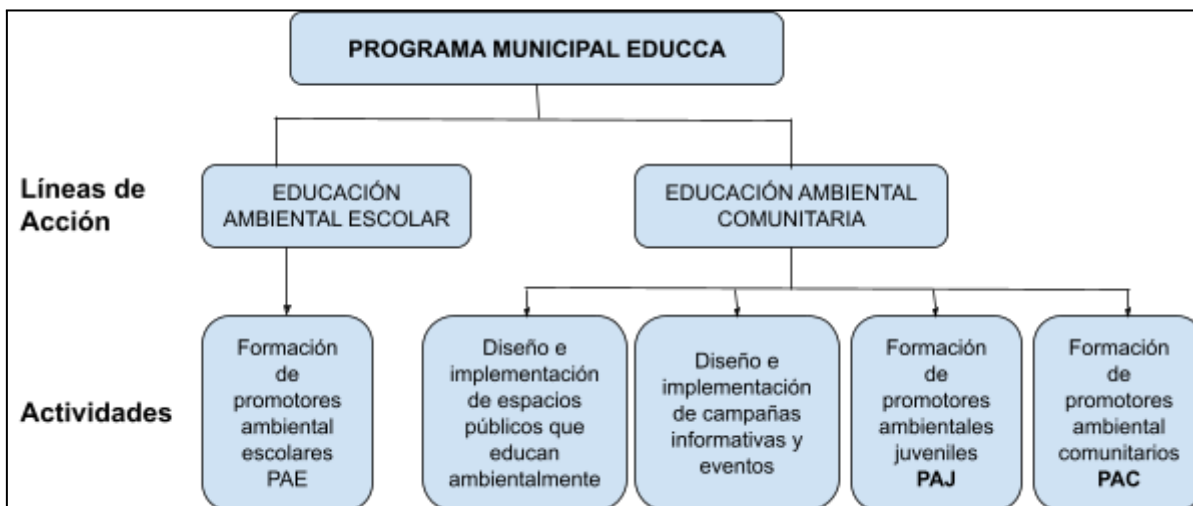 PROGRAMA MUNICIPAL EDUCCA
Líneas de
Acción
EDUCACIÓN
AMBIENTAL ESCOLAR
EDUCACIÓN AMBIENTAL
COMUNITARIA
Actividades
Formación
de
promotores
ambiental
escolares
PAE
Diseño e
implementación
de espacios
públicos que
educan
ambientalmente
Diseño e
implementación
de campañas
informativas y
eventos
Formación
de
promotores
ambientales
juveniles
PAJ
Formación
de
promotores
ambiental
comunitarios
PAC